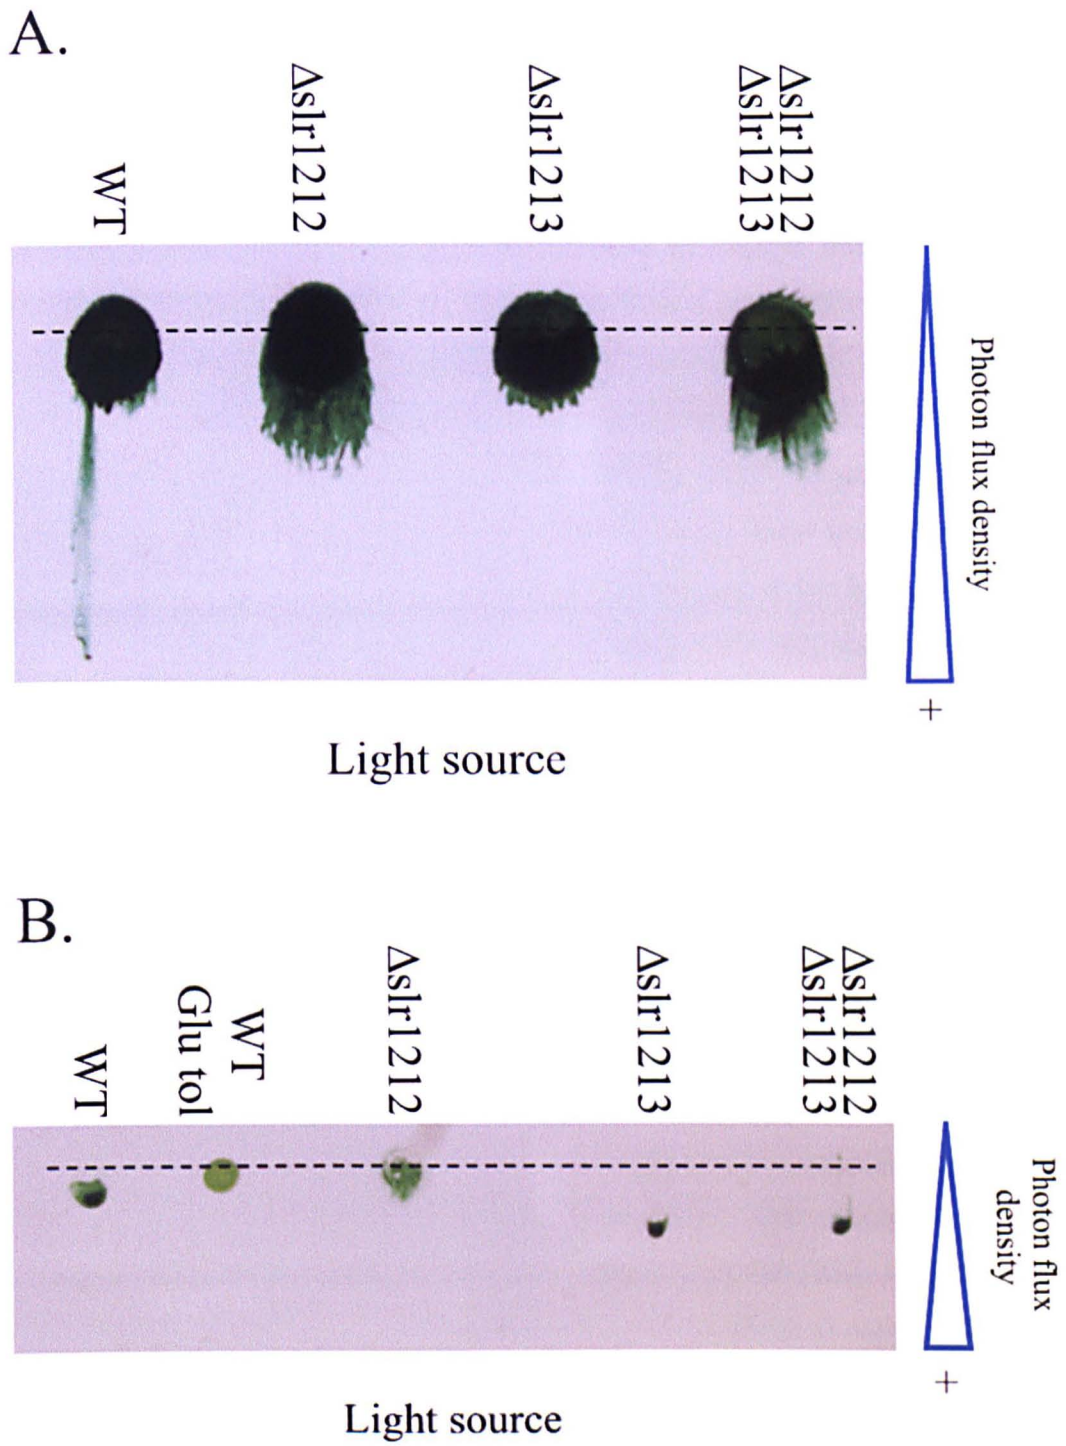 A.
WT
Δslr1212
Δslr1213
Δslr1212
Δslr1213
Photon flux density
+
Light source
B.
WT
WT
Glu tol
Δslr1212
Δslr1213
Δslr1212
Δslr1213
Photon flux
density
+
Light source